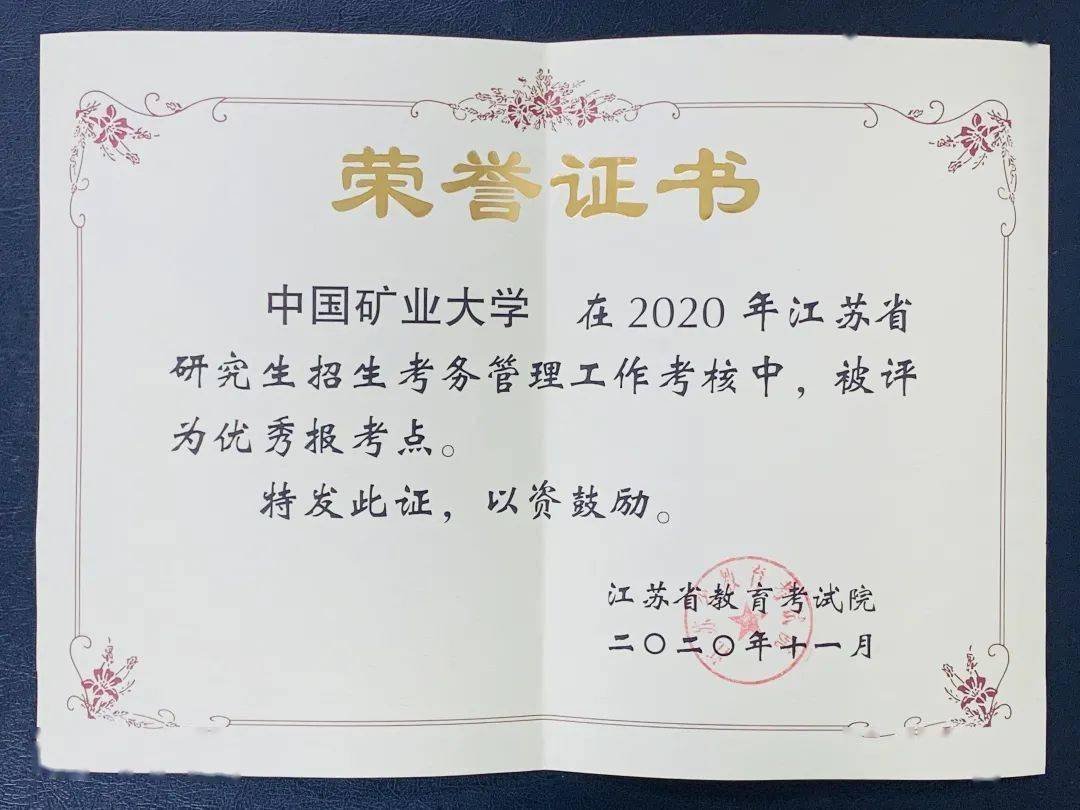 荣誉证书
中国矿业大学 在2020年江苏省
研究生招生考务管理工作考核中，被评
为优秀报考点。
特发此证，以资鼓励。
江苏省教育考试院
二〇二〇年十一月